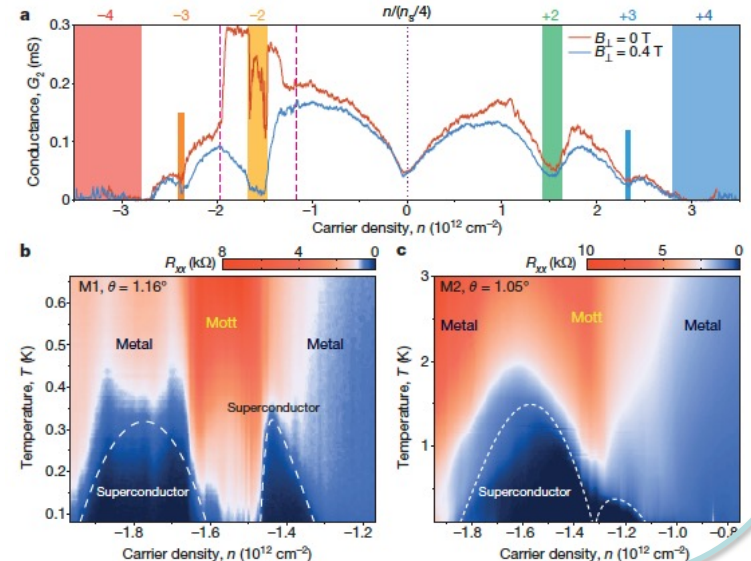 a
n/(nₛ/4)
−4 −3 −2 +2 +3 +4
B⊥ = 0 T
B⊥ = 0.4 T
Conductance, G₂ (mS)
0.3
0.2
0.1
0
−3 −2 −1 0 1 2 3
Carrier density, n (10¹² cm⁻²)
b
Rₓₓ (kΩ) 8 4 0
M1, θ = 1.16°
Mott
Metal Metal
Superconductor
Superconductor
Temperature, T (K)
0.6
0.5
0.4
0.3
0.2
0.1
−1.8 −1.6 −1.4 −1.2
Carrier density, n (10¹² cm⁻²)
c
Rₓₓ (kΩ) 10 5 0
M2, θ = 1.05°
Metal Mott Metal
Superconductor
Temperature, T (K)
3
2
1
−1.8 −1.6 −1.4 −1.2 −1.0 −0.8
Carrier density, n (10¹² cm⁻²)